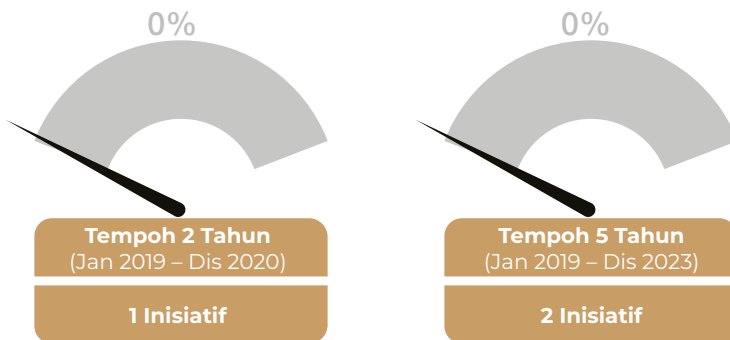 0%
Tempoh 2 Tahun
(Jan 2019 – Dis 2020)
1 Inisiatif
0%
Tempoh 5 Tahun
(Jan 2019 – Dis 2023)
2 Inisiatif